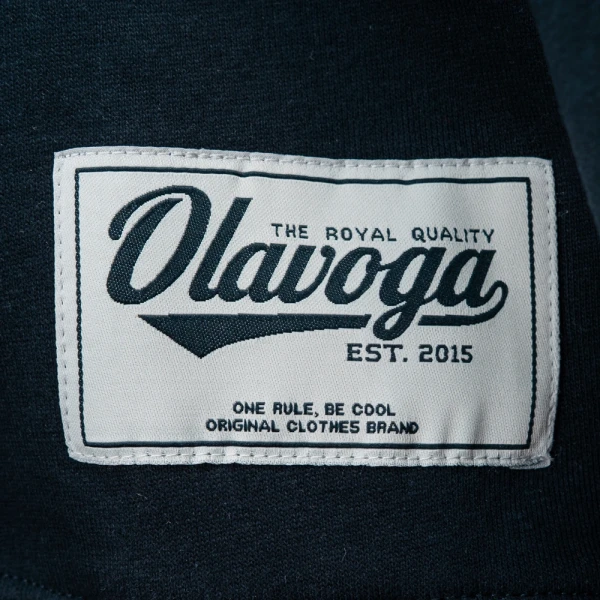 THE ROYAL QUALITY
Olavoga
EST. 2015
ONE RULE, BE COOL
ORIGINAL CLOTHES BRAND